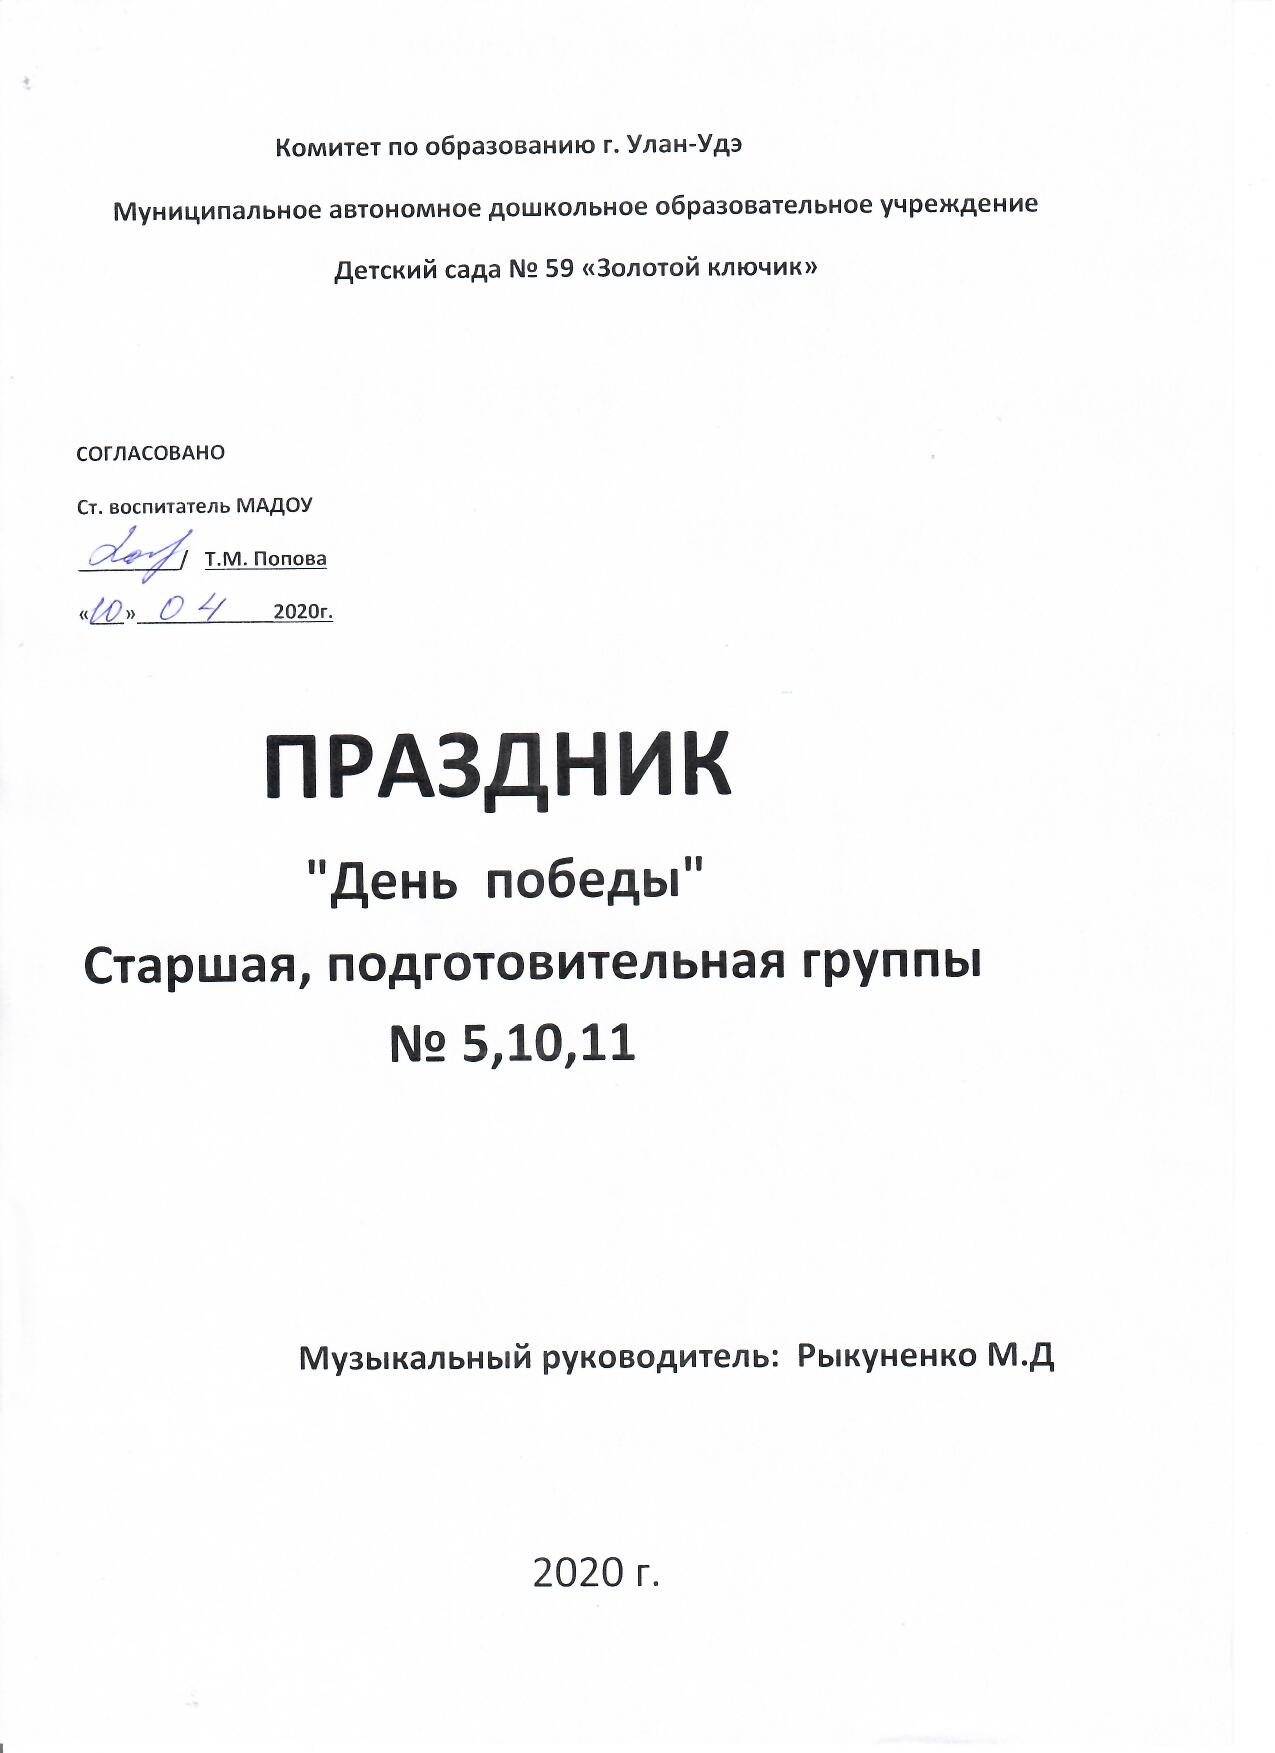 Комитет по образованию г. Улан-Удэ
Муниципальное автономное дошкольное образовательное учреждение
Детский сада № 59 «Золотой ключик»
СОГЛАСОВАНО
Ст. воспитатель МАДОУ
/ Т.М. Попова
«10» 04 2020г.
ПРАЗДНИК
"День победы"
Старшая, подготовительная группы
№ 5,10,11
Музыкальный руководитель: Рыкуненко М.Д
2020 г.